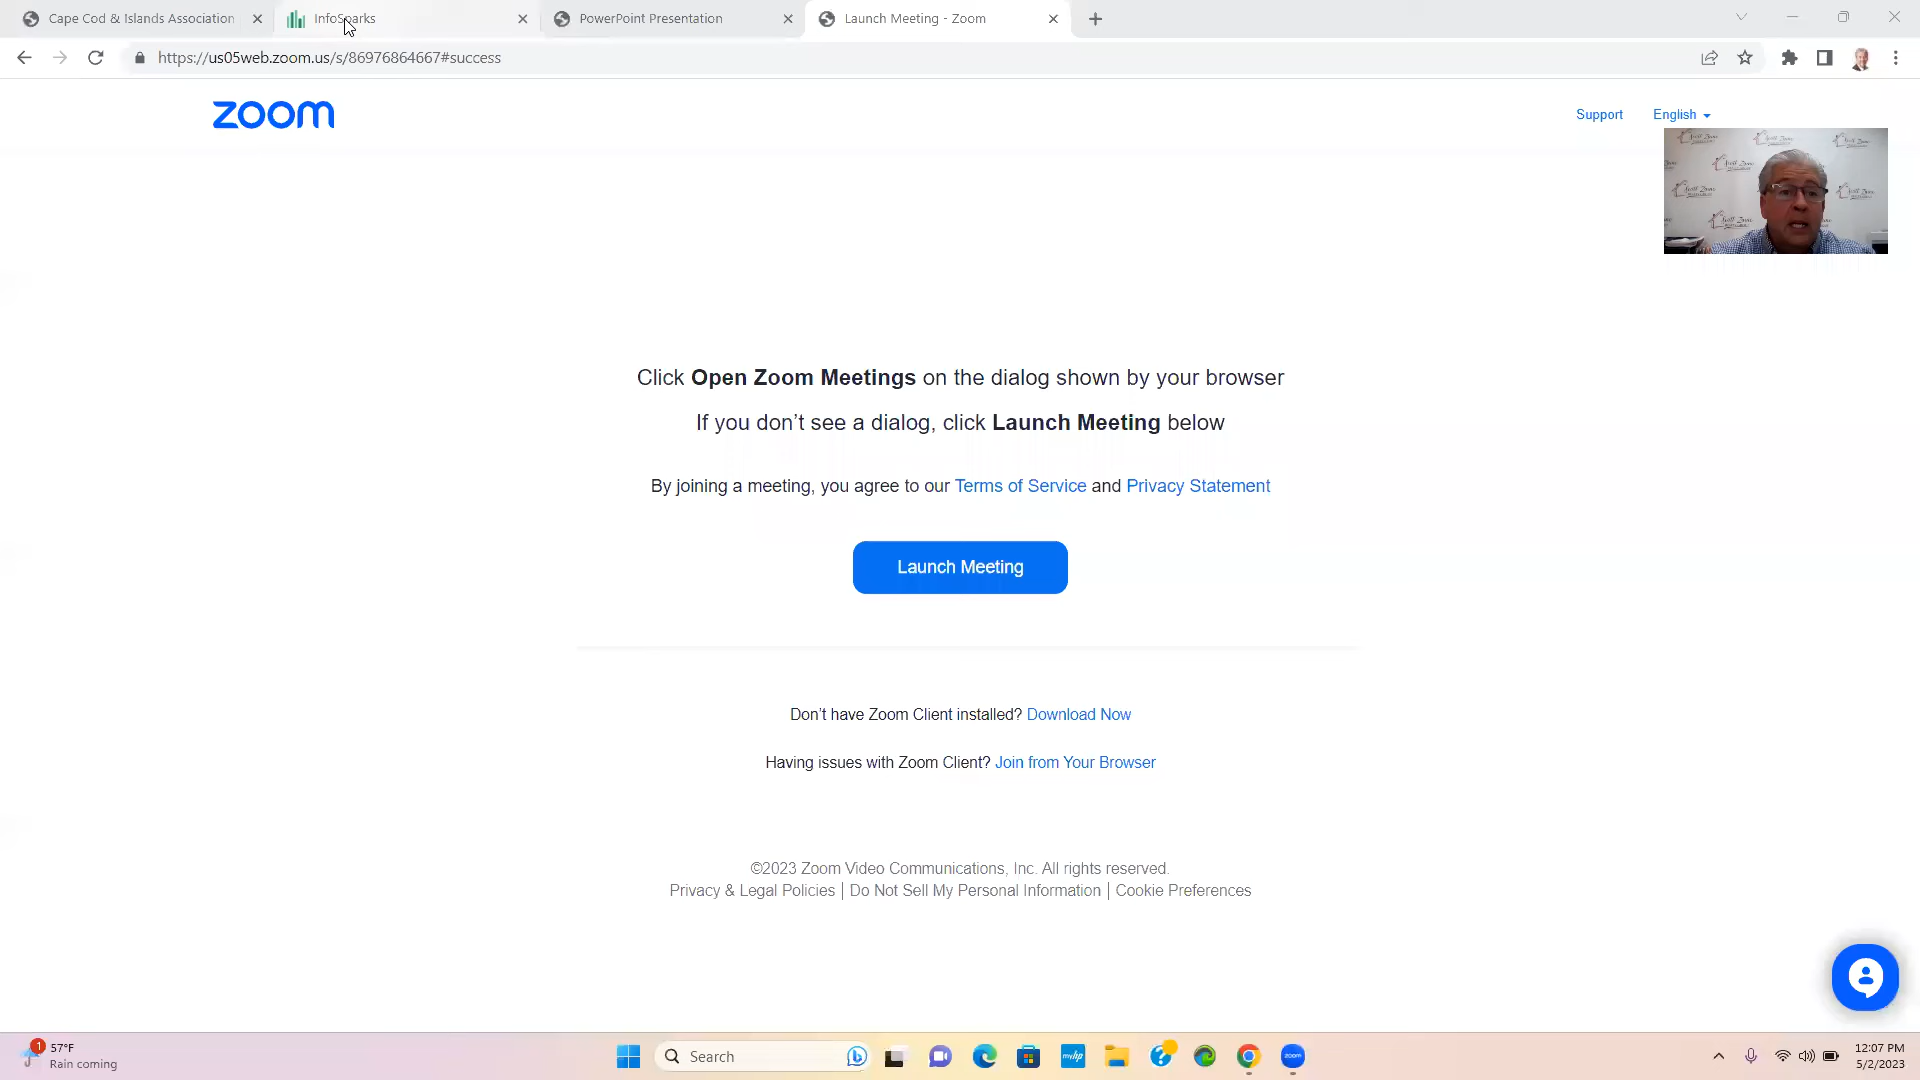 Cape Cod & Islands Association
InfoSparks
PowerPoint Presentation
Launch Meeting - Zoom
https://us05web.zoom.us/s/86976864667#success
zoom
Support
English
Click Open Zoom Meetings on the dialog shown by your browser
If you don’t see a dialog, click Launch Meeting below
By joining a meeting, you agree to our Terms of Service and Privacy Statement
Launch Meeting
Don’t have Zoom Client installed? Download Now
Having issues with Zoom Client? Join from Your Browser
©2023 Zoom Video Communications, Inc. All rights reserved.
Privacy & Legal Policies | Do Not Sell My Personal Information | Cookie Preferences
1
57°F
Rain coming
Search
myhp
zoom
12:07 PM
5/2/2023